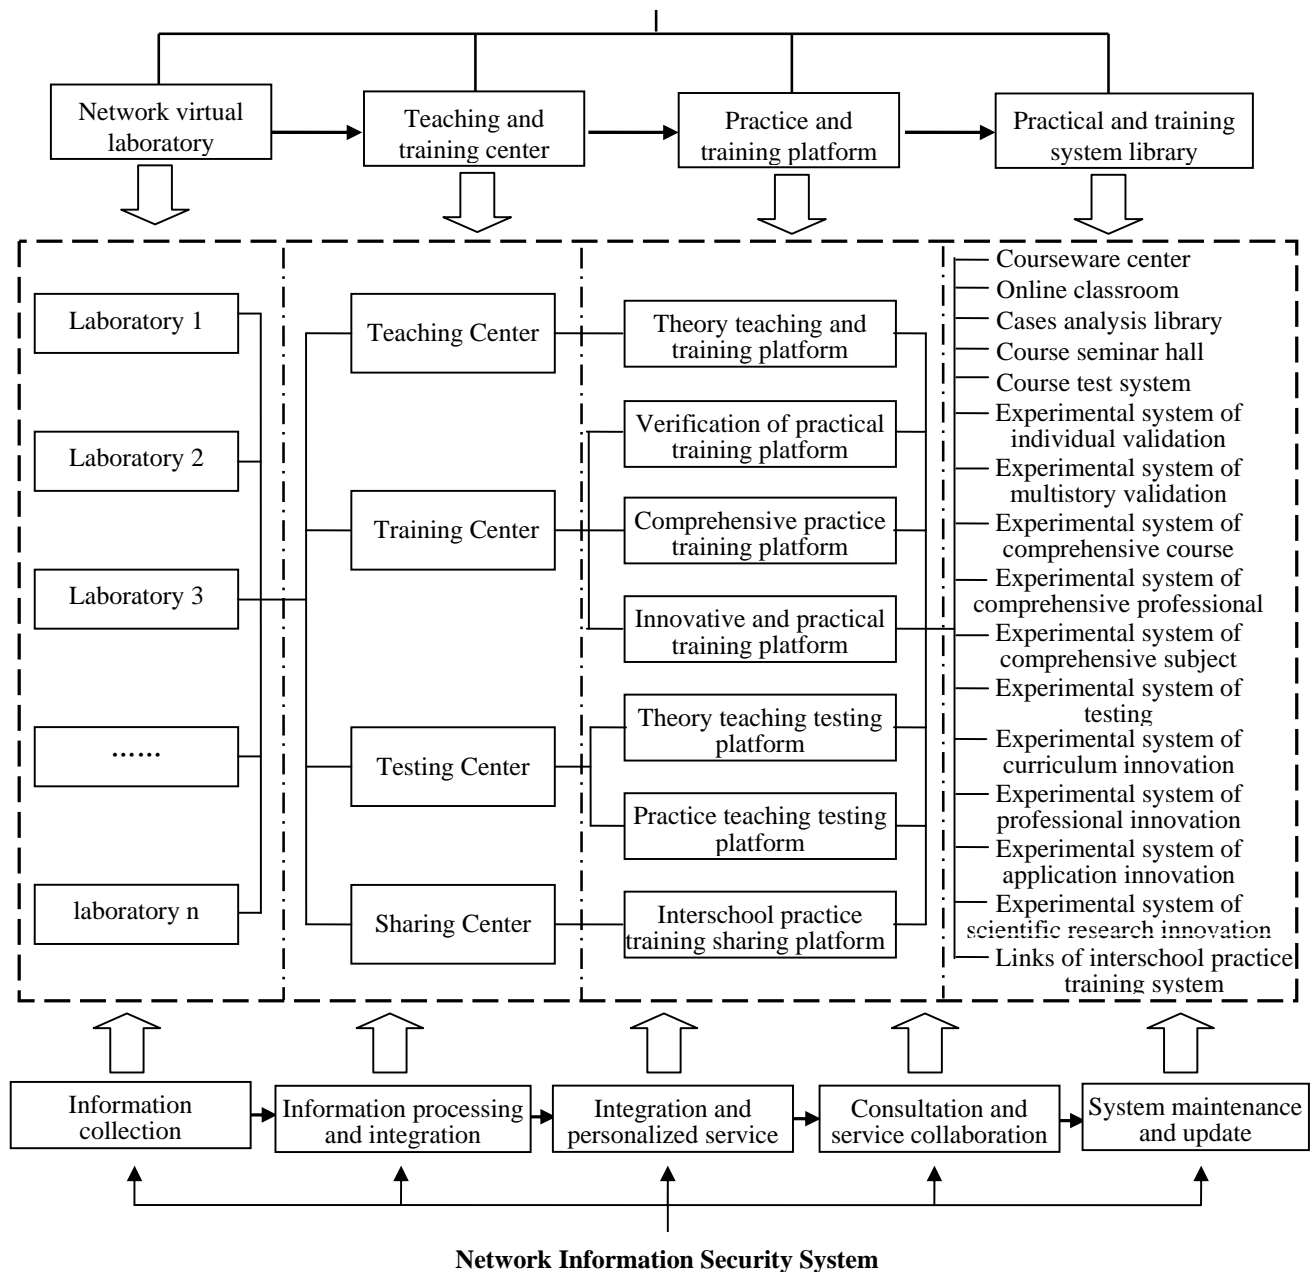 Network virtual
laboratory
Teaching and
training center
Practice and
training platform
Practical and training
system library
Laboratory 1
Laboratory 2
Laboratory 3
......
laboratory n
Teaching Center
Training Center
Testing Center
Sharing Center
Theory teaching and
training platform
Verification of practical
training platform
Comprehensive practice
training platform
Innovative and practical
training platform
Theory teaching testing
platform
Practice teaching testing
platform
Interschool practice
training sharing platform
Courseware center
Online classroom
Cases analysis library
Course seminar hall
Course test system
Experimental system of
individual validation
Experimental system of
multistory validation
Experimental system of
comprehensive course
Experimental system of
comprehensive professional
Experimental system of
comprehensive subject
Experimental system of
testing
Experimental system of
curriculum innovation
Experimental system of
professional innovation
Experimental system of
application innovation
Experimental system of
scientific research innovation
Links of interschool practice
training system
Information
collection
Information processing
and integration
Integration and
personalized service
Consultation and
service collaboration
System maintenance
and update
Network Information Security System